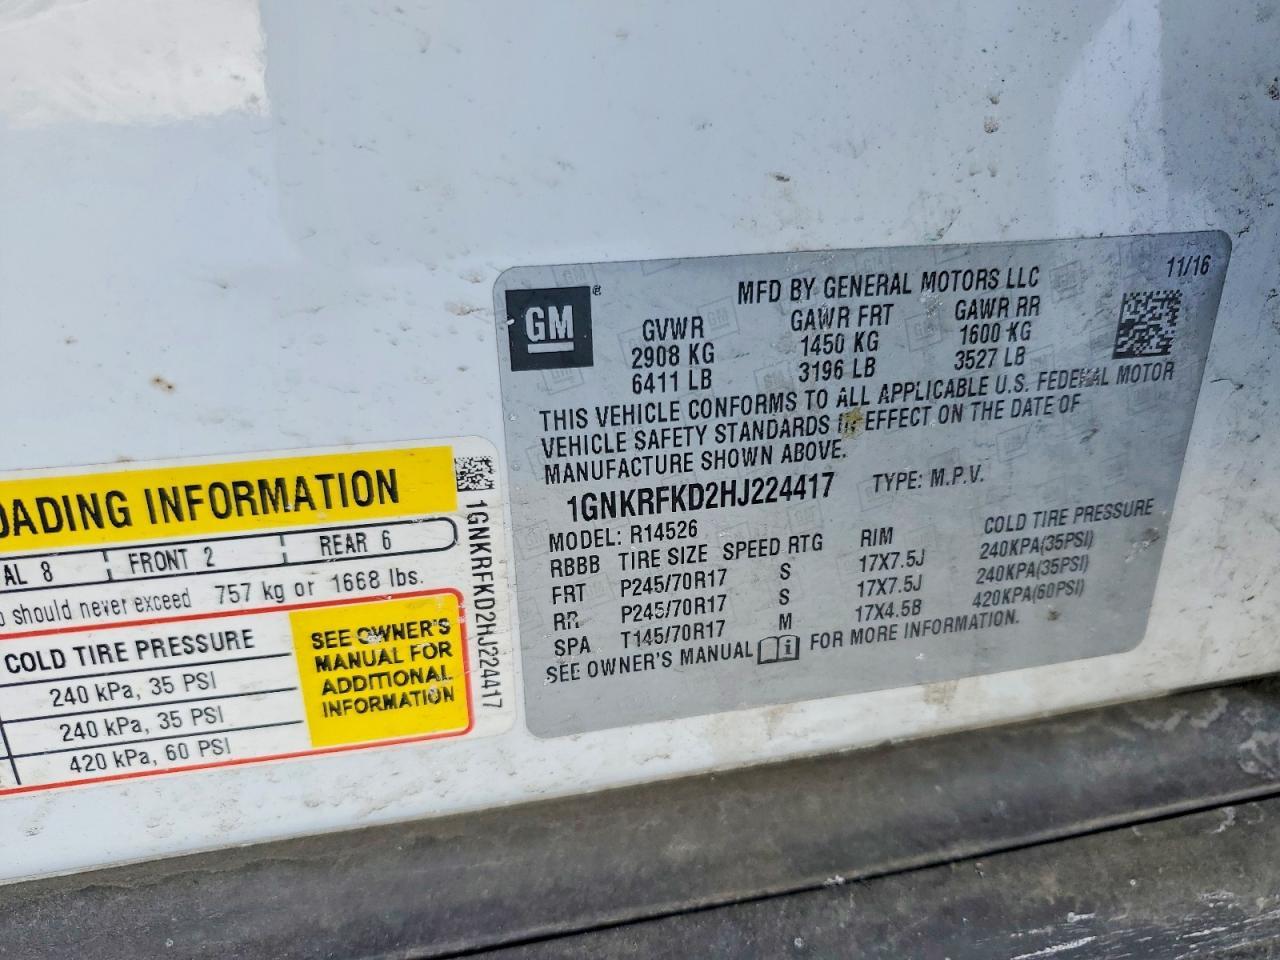 OADING INFORMATION
AL 8 FRONT 2 REAR 6
o should never exceed 757 kg or 1668 lbs.
COLD TIRE PRESSURE
240 kPa, 35 PSI
240 kPa, 35 PSI
420 kPa, 60 PSI
SEE OWNER'S
MANUAL FOR
ADDITIONAL
INFORMATION
1GNKRFKD2HJ224417
GM®
MFD BY GENERAL MOTORS LLC 11/16
GVWR GAWR FRT GAWR RR
2908 KG 1450 KG 1600 KG
6411 LB 3196 LB 3527 LB
THIS VEHICLE CONFORMS TO ALL APPLICABLE U.S. FEDERAL MOTOR
VEHICLE SAFETY STANDARDS IN EFFECT ON THE DATE OF
MANUFACTURE SHOWN ABOVE.
1GNKRFKD2HJ224417 TYPE: M.P.V.
MODEL: R14526
RBBB TIRE SIZE SPEED RTG RIM COLD TIRE PRESSURE
FRT P245/70R17 S 17X7.5J 240KPA(35PSI)
RR P245/70R17 S 17X7.5J 240KPA(35PSI)
SPA T145/70R17 M 17X4.5B 420KPA(60PSI)
SEE OWNER'S MANUAL FOR MORE INFORMATION.